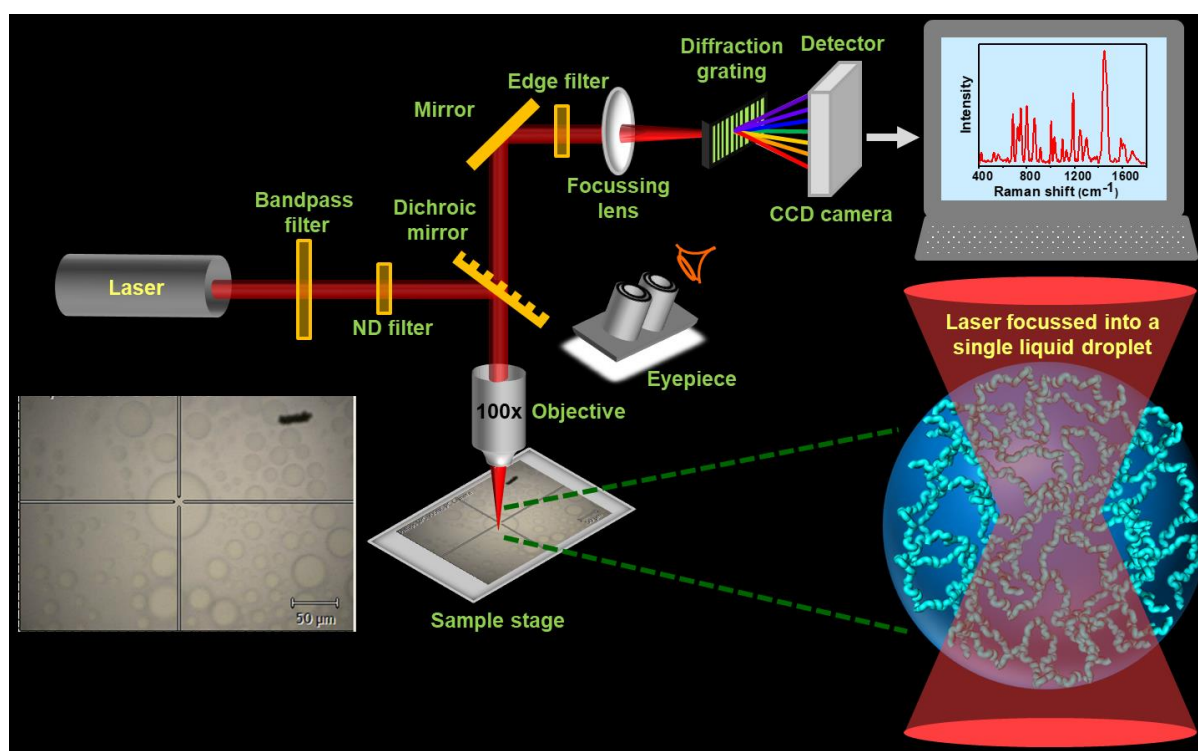 Diffraction
grating
Detector
Edge filter
Mirror
Focussing
lens
CCD camera
Intensity
400
800
1200
1600
Raman shift (cm-1)
Bandpass
filter
Dichroic
mirror
Laser
ND filter
Eyepiece
100x
Objective
Sample stage
50 µm
Laser focussed into a
single liquid droplet